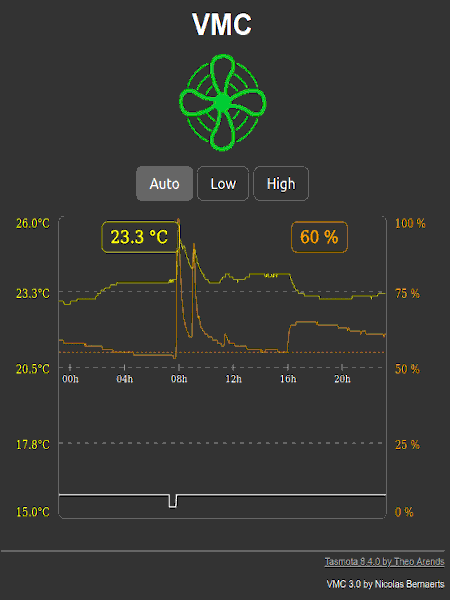 VMC
Auto Low High
26.0°C 23.3 °C 60 % 100 %
23.3°C 75 %
20.5°C 50 %
00h 04h 08h 12h 16h 20h
17.8°C 25 %
15.0°C 0 %
Tasmota 8.4.0 by Theo Arends
VMC 3.0 by Nicolas Bernaerts